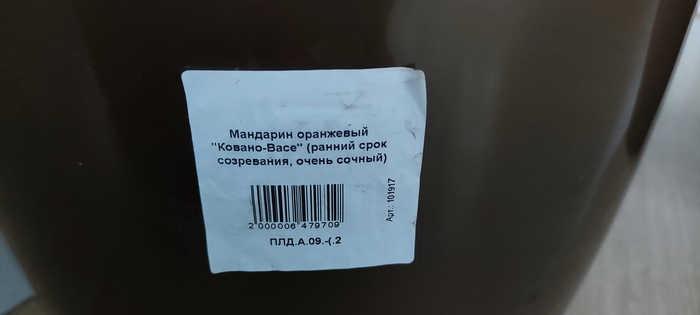 Мандарин оранжевый
"Ковано-Васе" (ранний срок
созревания, очень сочный)
Арт.: 101917
2 000006 479709
ПЛД.А.09.-(.2